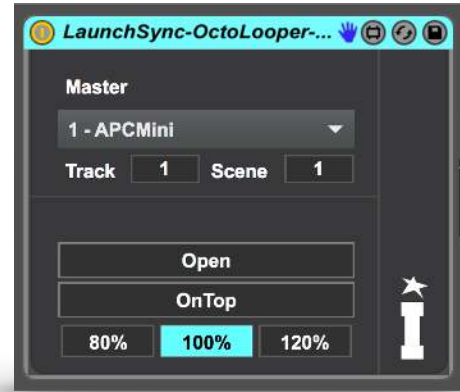 LaunchSync-OctoLooper-...
Master
1 - APCMini
Track 1 Scene 1
Open
OnTop
80% 100% 120%